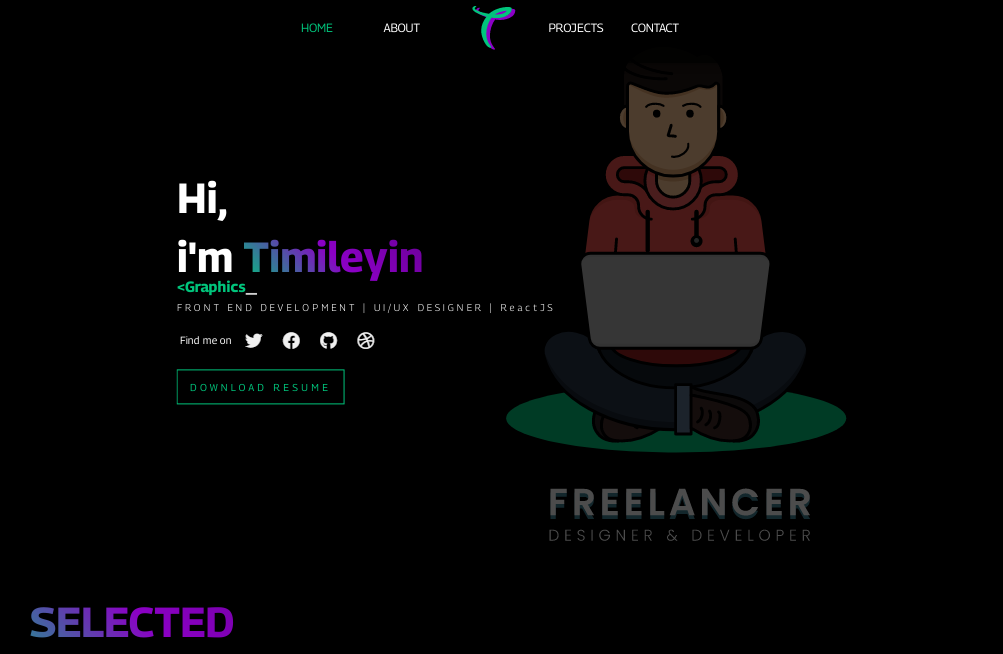 HOME
ABOUT
PROJECTS
CONTACT
Hi,
i'm Timileyin
<Graphics_
FRONT END DEVELOPMENT | UI/UX DESIGNER | ReactJS
Find me on
DOWNLOAD RESUME
FREELANCER
DESIGNER & DEVELOPER
SELECTED